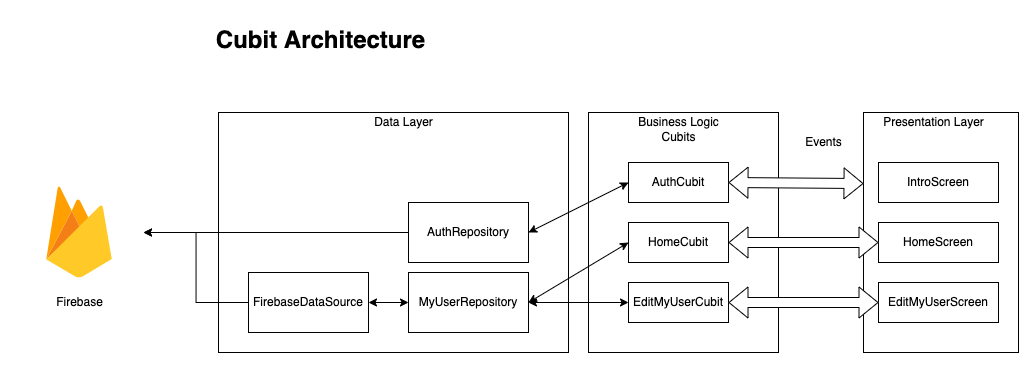 Cubit Architecture
Data Layer
Business Logic
Cubits
Events
Presentation Layer
AuthCubit
IntroScreen
AuthRepository
HomeCubit
HomeScreen
Firebase
FirebaseDataSource
MyUserRepository
EditMyUserCubit
EditMyUserScreen